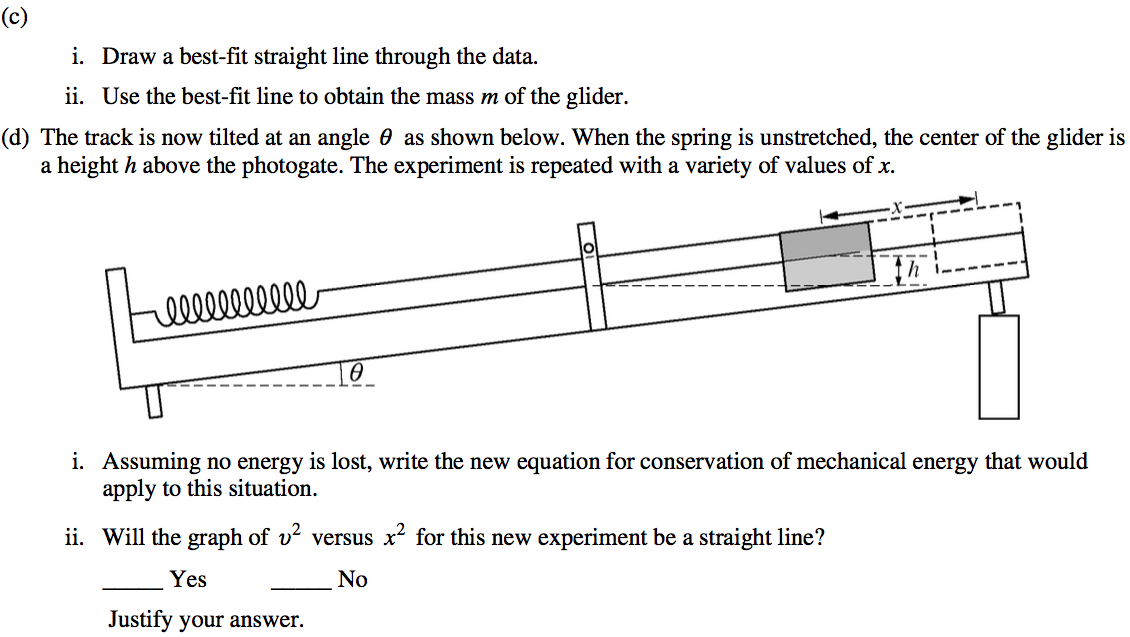 (c)
i. Draw a best-fit straight line through the data.
ii. Use the best-fit line to obtain the mass m of the glider.
(d) The track is now tilted at an angle θ as shown below. When the spring is unstretched, the center of the glider is
a height h above the photogate. The experiment is repeated with a variety of values of x.
x
h
θ
i. Assuming no energy is lost, write the new equation for conservation of mechanical energy that would
apply to this situation.
ii. Will the graph of υ² versus x² for this new experiment be a straight line?
_____ Yes _____ No
Justify your answer.